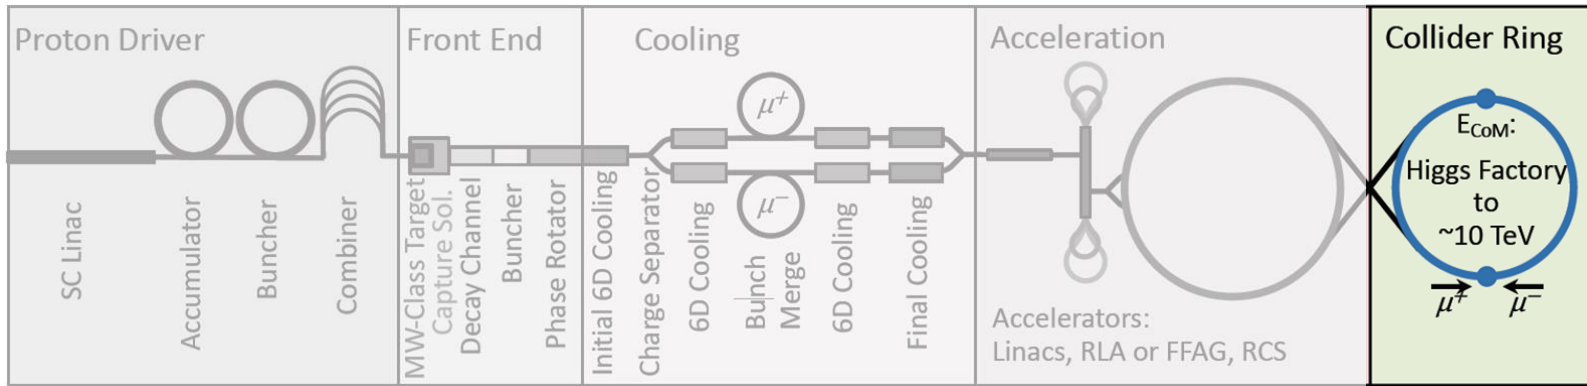 Proton Driver
Front End
Cooling
Acceleration
Collider Ring
μ⁺
μ⁻
E_CoM:
Higgs Factory
to
~10 TeV
μ⁺
μ⁻
SC Linac
Accumulator
Buncher
Combiner
MW-Class Target
Capture Sol.
Decay Channel
Buncher
Phase Rotator
Initial 6D Cooling
Charge Separator
6D Cooling
Bunch
Merge
6D Cooling
Final Cooling
Accelerators:
Linacs, RLA or FFAG, RCS